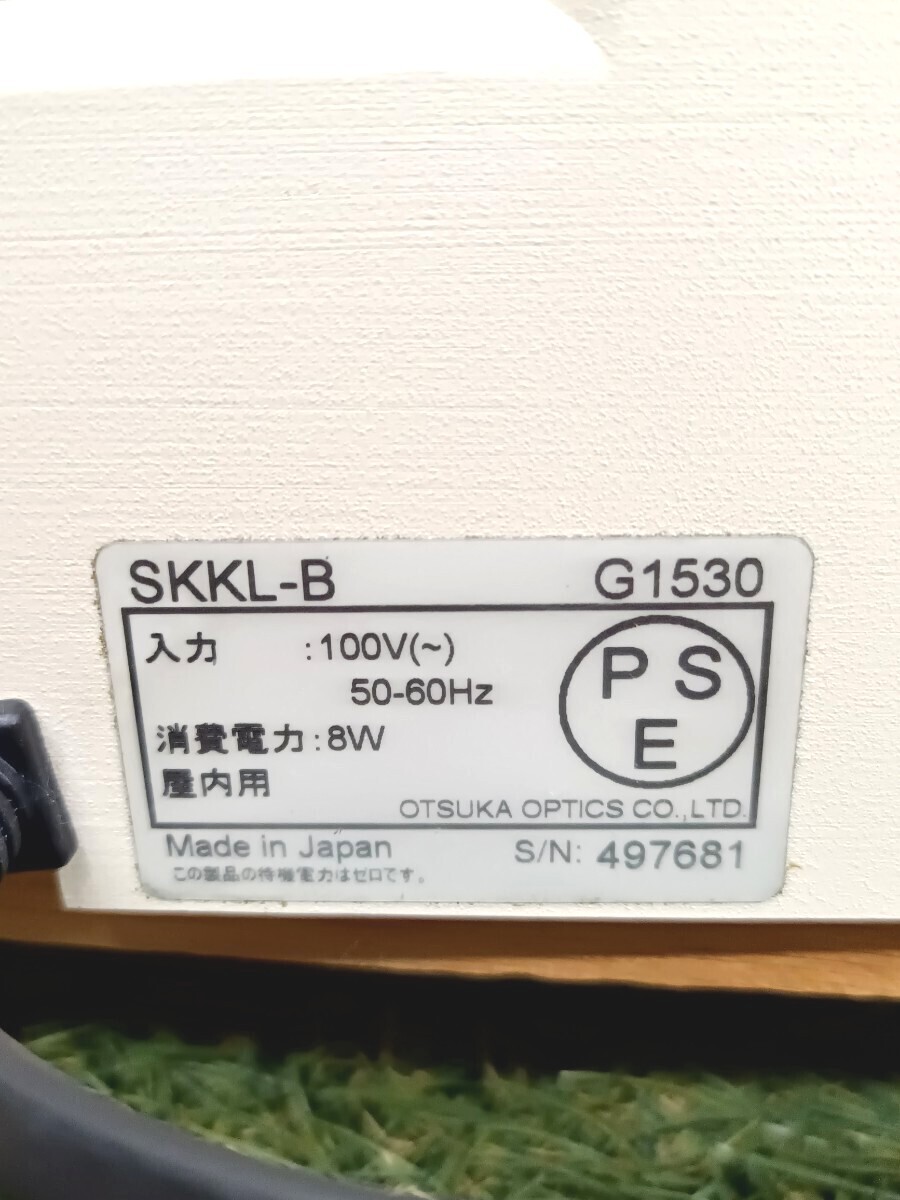 SKKL-B G1530
入力 :100V(~)
50-60Hz
P S
E
消費電力:8W
屋内用
OTSUKA OPTICS CO.,LTD.
Made in Japan S/N: 497681
この製品の待機電力はゼロです。